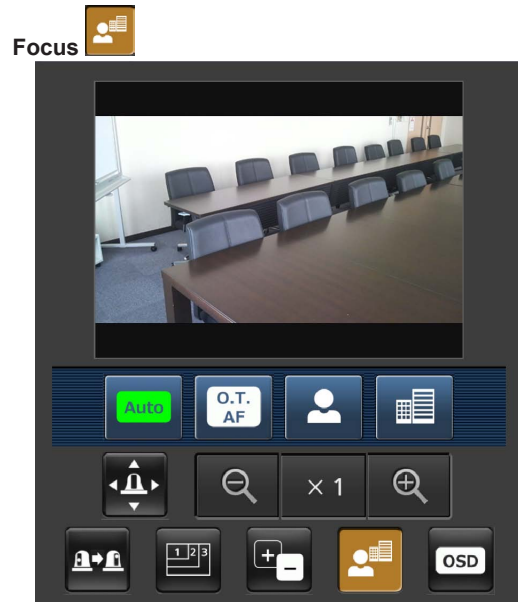 Focus
Auto
O.T.
AF
× 1
1 2 3
OSD